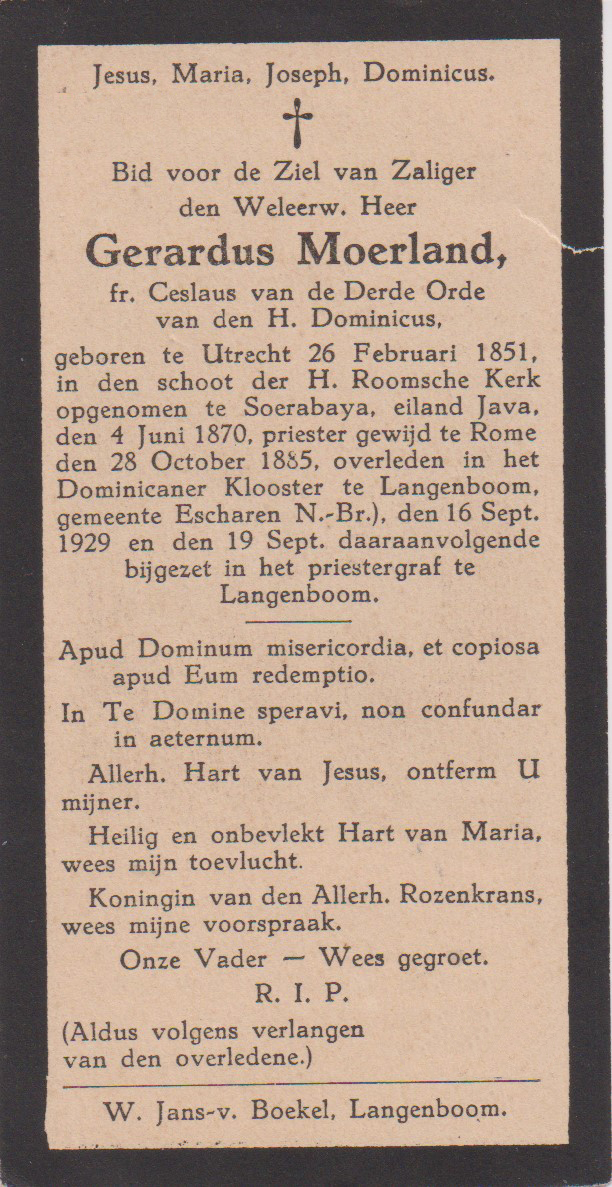 Jesus, Maria, Joseph, Dominicus.
Bid voor de Ziel van Zaliger
den Weleerw. Heer
Gerardus Moerland,
fr. Ceslaus van de Derde Orde
van den H. Dominicus,
geboren te Utrecht 26 Februari 1851,
in den schoot der H. Roomsche Kerk
opgenomen te Soerabaya, eiland Java,
den 4 Juni 1870, priester gewijd te Rome
den 28 October 1885, overleden in het
Dominicaner Klooster te Langenboom,
gemeente Escharen N.-Br.), den 16 Sept.
1929 en den 19 Sept. daaraanvolgende
bijgezet in het priestergraf te
Langenboom.
Apud Dominum misericordia, et copiosa
apud Eum redemptio.
In Te Domine speravi, non confundar
in aeternum.
Allerh. Hart van Jesus, ontferm U
mijner.
Heilig en onbevlekt Hart van Maria,
wees mijn toevlucht.
Koningin van den Allerh. Rozenkrans,
wees mijne voorspraak.
Onze Vader — Wees gegroet.
R. I. P.
(Aldus volgens verlangen
van den overledene.)
W. Jans-v. Boekel, Langenboom.